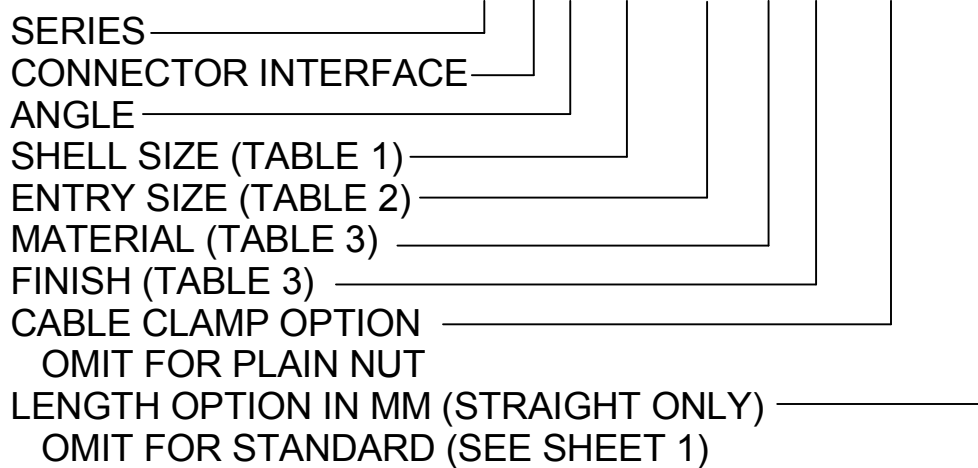 SERIES
CONNECTOR INTERFACE
ANGLE
SHELL SIZE (TABLE 1)
ENTRY SIZE (TABLE 2)
MATERIAL (TABLE 3)
FINISH (TABLE 3)
CABLE CLAMP OPTION
OMIT FOR PLAIN NUT
LENGTH OPTION IN MM (STRAIGHT ONLY)
OMIT FOR STANDARD (SEE SHEET 1)